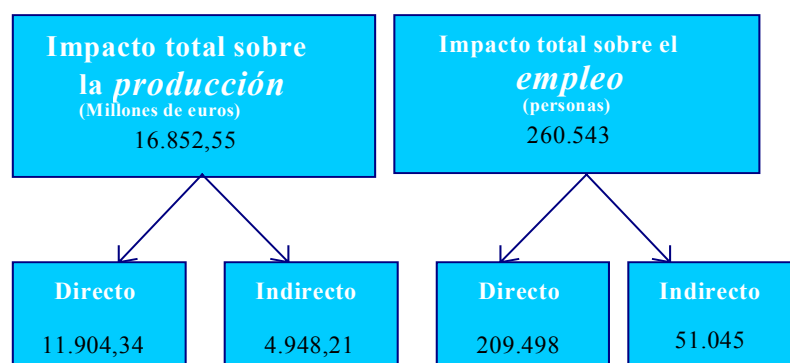 Impacto total sobre
la producción
(Millones de euros)
16.852,55
Impacto total sobre el
empleo
(personas)
260.543
Directo
11.904,34
Indirecto
4.948,21
Directo
209.498
Indirecto
51.045